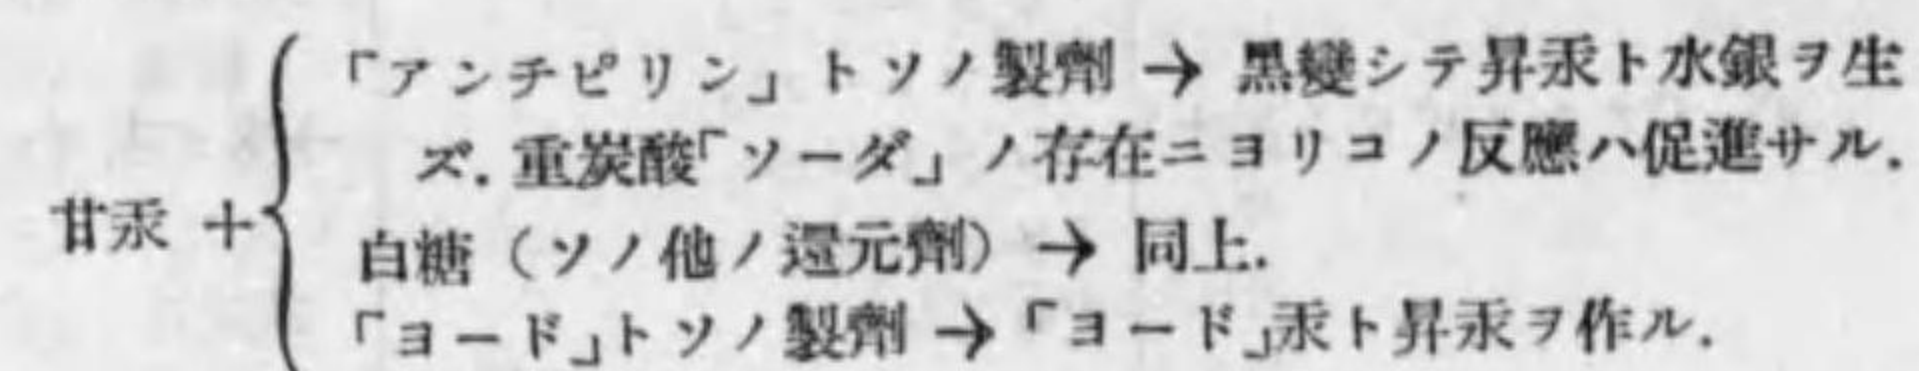 「アンチピリン」トソノ製劑 → 黒變シテ昇汞ト水銀ヲ生
ズ. 重炭酸「ソーダ」ノ存在ニヨリコノ反應ハ促進サル.
甘汞 +
白糖 (ソノ他ノ還元劑) → 同上.
「ヨード」トソノ製劑 → 「ヨード」汞ト昇汞ヲ作ル.